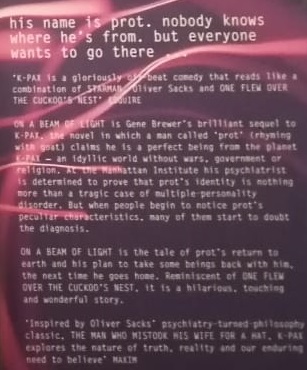 his name is prot. nobody knows
where he's from. but everyone
wants to go there
'K-PAX is a gloriously off-beat comedy that reads like a
combination of STARMAN, Oliver Sacks and ONE FLEW OVER
THE CUCKOO'S NEST' ESQUIRE
ON A BEAM OF LIGHT is Gene Brewer's brilliant sequel to
K-PAX, the novel in which a man called 'prot' (rhyming
with goat) claims he is a perfect being from the planet
K-PAX – an idyllic world without wars, government or
religion. At the Manhattan Institute his psychiatrist
is determined to prove that prot's identity is nothing
more than a tragic case of multiple personality
disorder. But when people begin to notice prot's
peculiar characteristics, many of them start to doubt
the diagnosis.
ON A BEAM OF LIGHT is the tale of prot's return to
earth and his plan to take some beings back with him,
the next time he goes home. Reminiscent of ONE FLEW
OVER THE CUCKOO'S NEST, it is a hilarious, touching
and wonderful story.
'Inspired by Oliver Sacks' psychiatry-turned-philosophy
classic, THE MAN WHO MISTOOK HIS WIFE FOR A HAT, K-PAX
explores the nature of truth, reality and our enduring
need to believe' MAXIM